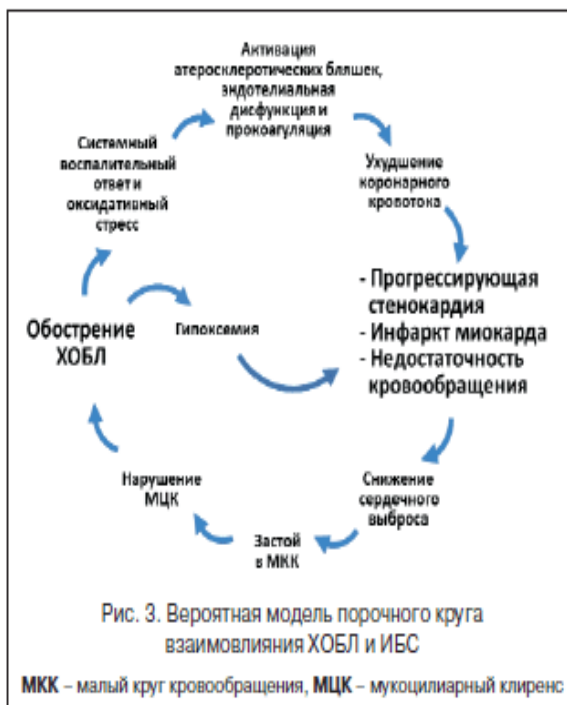 Активация
атеросклеротических бляшек,
эндотелиальная
дисфункция и
прокоагуляция
Системный
воспалительный
ответ и
оксидативный
стресс
Ухудшение
коронарного
кровотока
Обострение
ХОБЛ
Гипоксемия
- Прогрессирующая
стенокардия
- Инфаркт миокарда
- Недостаточность
кровообращения
Нарушение
МЦК
Застой
в МКК
Снижение
сердечного
выброса
Рис. 3. Вероятная модель порочного круга
взаимовлияния ХОБЛ и ИБС
МКК – малый круг кровообращения, МЦК – мукоцилиарный клиренс